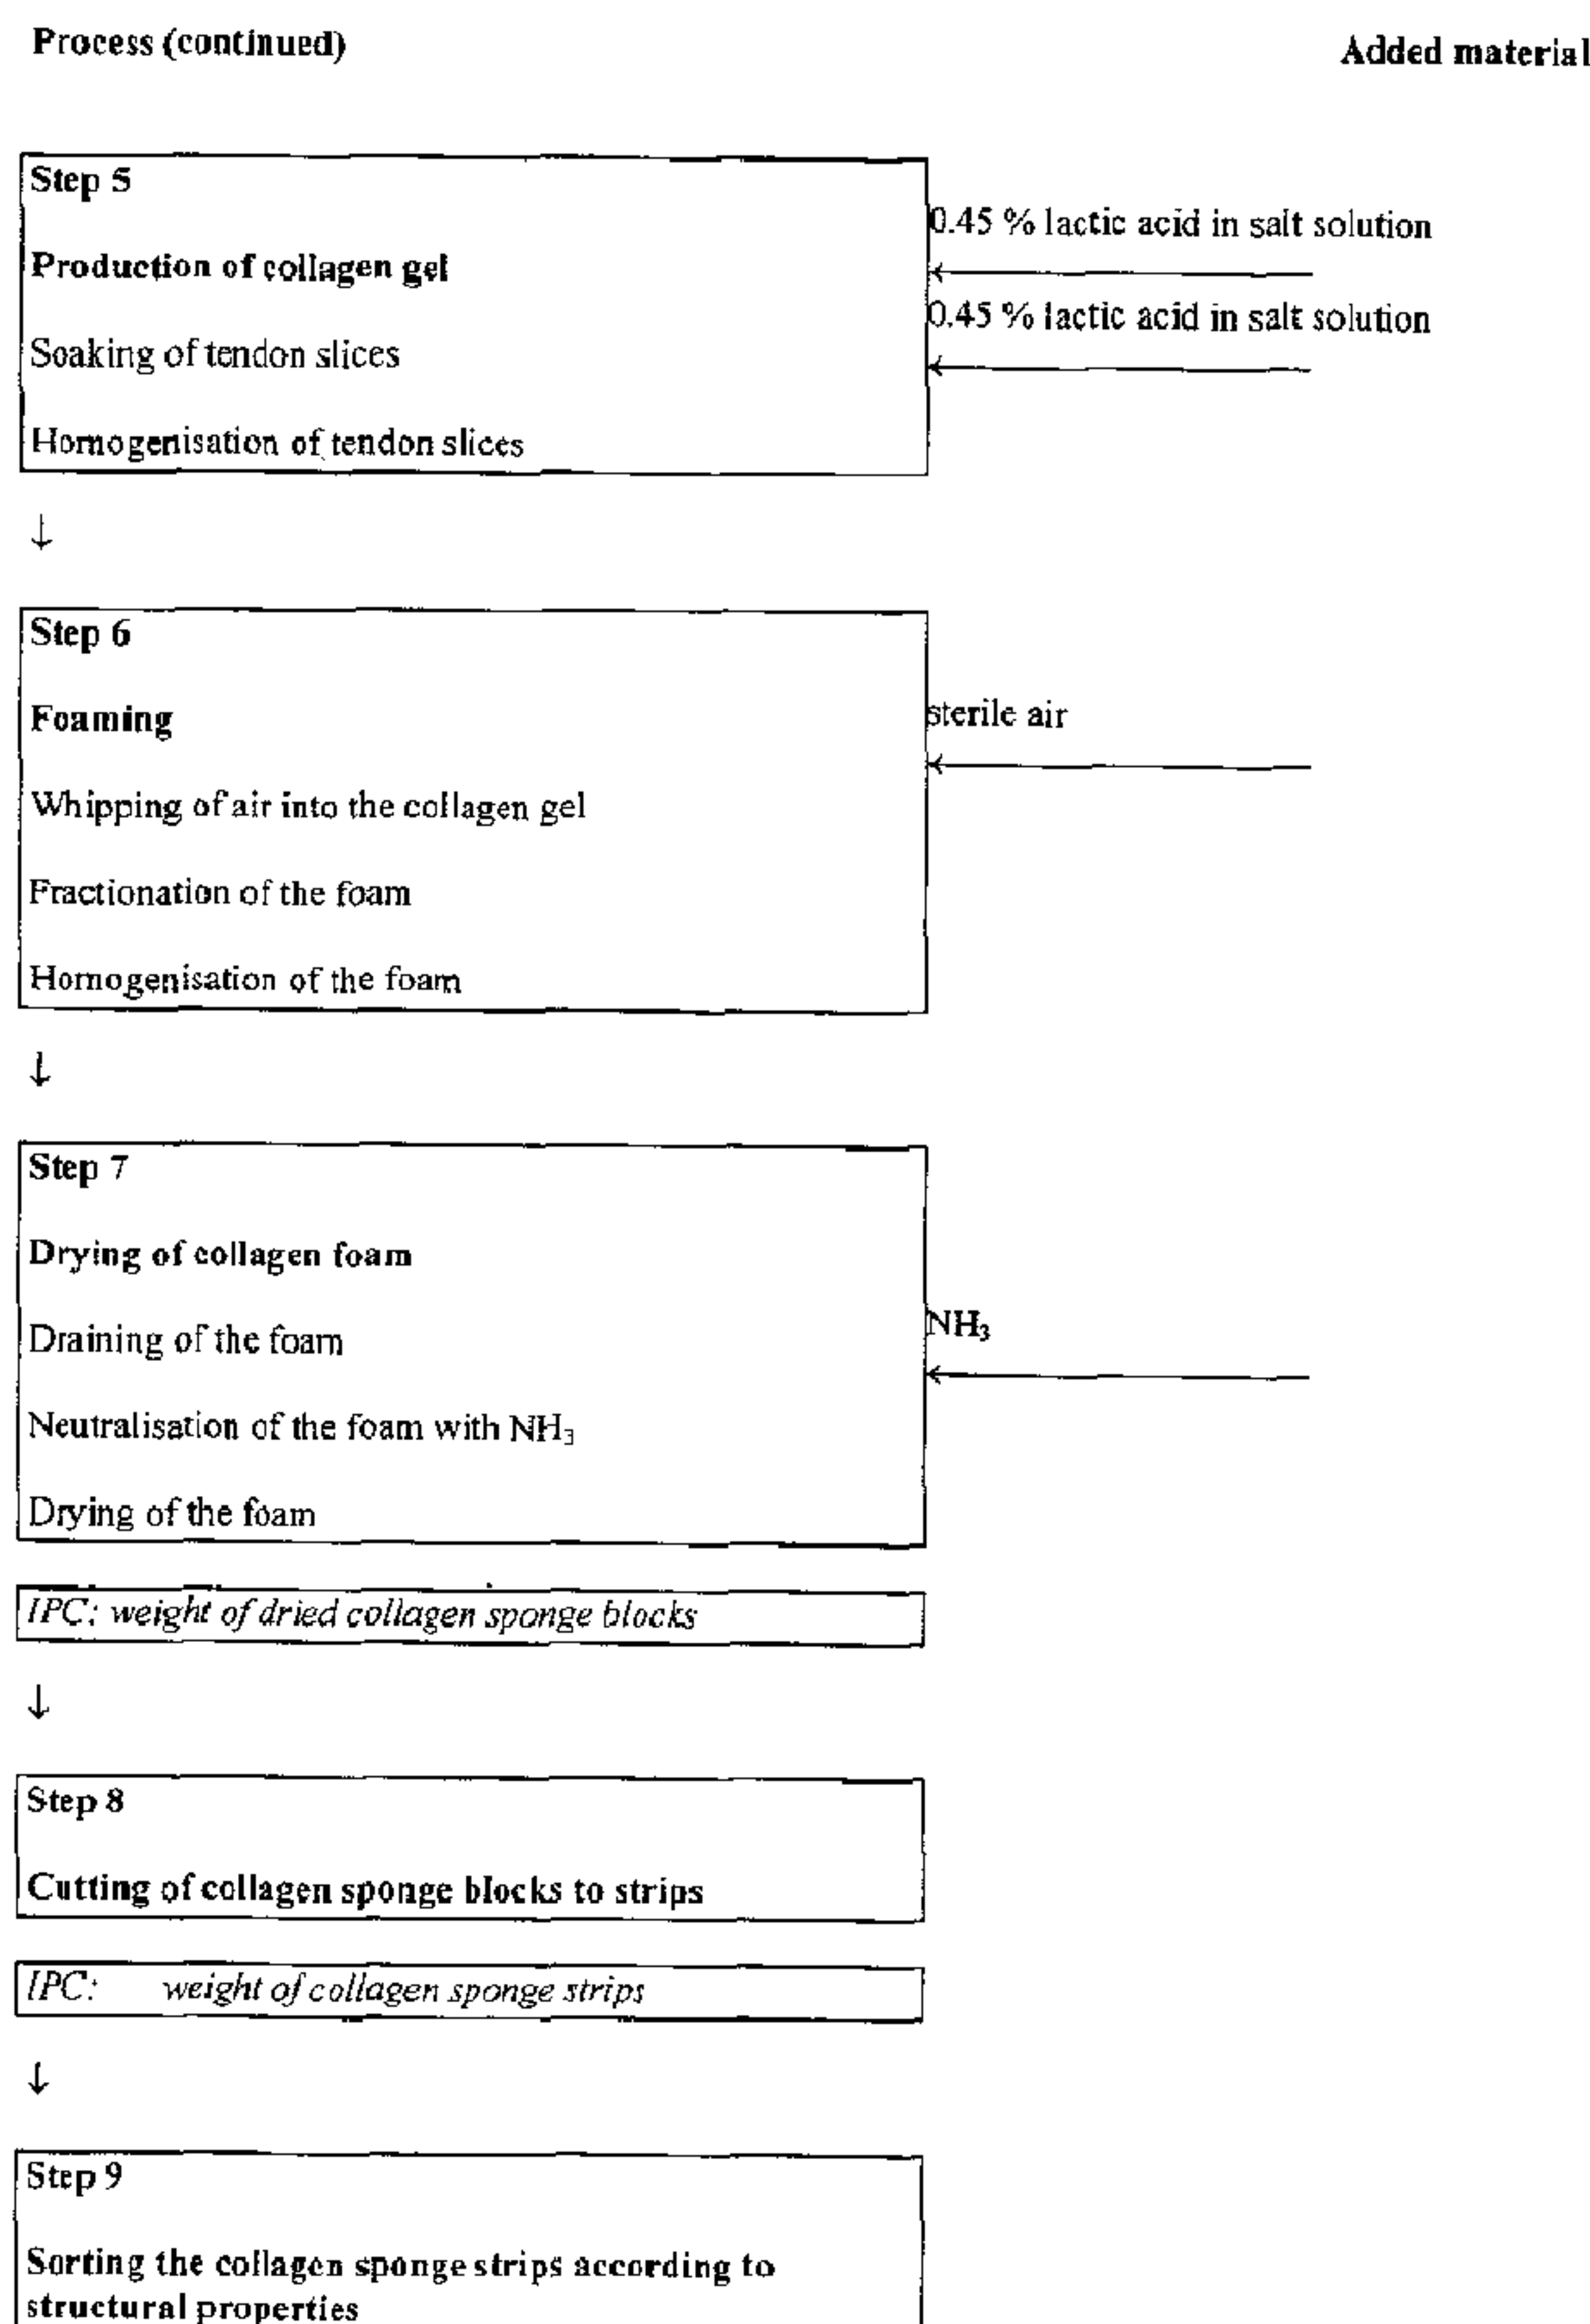 Process (continued)
Added material
Step 5
Production of collagen gel
Soaking of tendon slices
Homogenisation of tendon slices
0.45 % lactic acid in salt solution
0.45 % lactic acid in salt solution
↓
Step 6
Foaming
Whipping of air into the collagen gel
Fractionation of the foam
Homogenisation of the foam
sterile air
↓
Step 7
Drying of collagen foam
Draining of the foam
Neutralisation of the foam with NH₃
Drying of the foam
NH₃
IPC: weight of dried collagen sponge blocks
↓
Step 8
Cutting of collagen sponge blocks to strips
IPC: weight of collagen sponge strips
↓
Step 9
Sorting the collagen sponge strips according to
structural properties